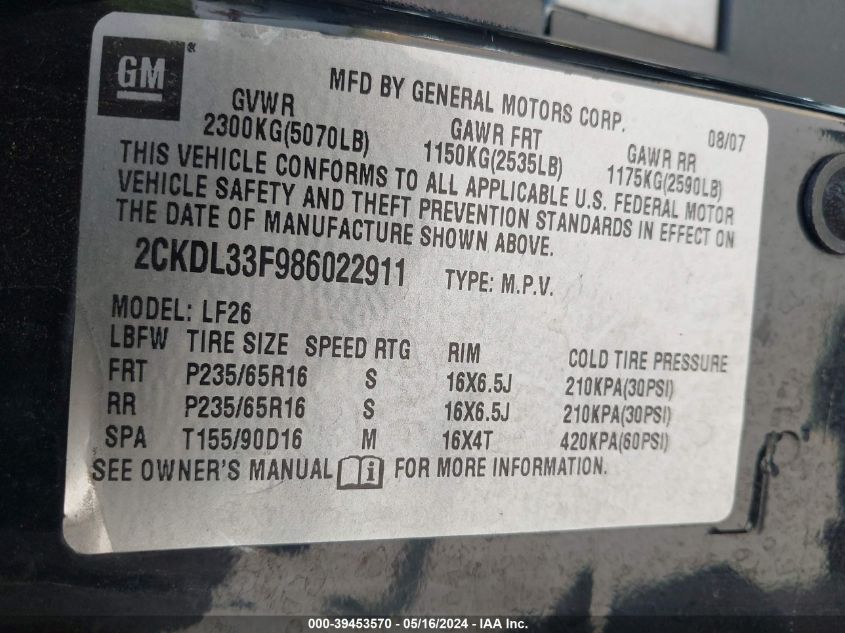 GM
MFD BY GENERAL MOTORS CORP. 08/07
GVWR GAWR FRT GAWR RR
2300KG(5070LB) 1150KG(2535LB) 1175KG(2590LB)
THIS VEHICLE CONFORMS TO ALL APPLICABLE U.S. FEDERAL MOTOR
VEHICLE SAFETY AND THEFT PREVENTION STANDARDS IN EFFECT ON
THE DATE OF MANUFACTURE SHOWN ABOVE.
2CKDL33F986022911 TYPE: M.P.V.
MODEL: LF26
LBFW TIRE SIZE SPEED RTG RIM COLD TIRE PRESSURE
FRT P235/65R16 S 16X6.5J 210KPA(30PSI)
RR P235/65R16 S 16X6.5J 210KPA(30PSI)
SPA T155/90D16 M 16X4T 420KPA(60PSI)
SEE OWNER'S MANUAL i FOR MORE INFORMATION.
000-39453570 - 05/16/2024 - IAA Inc.